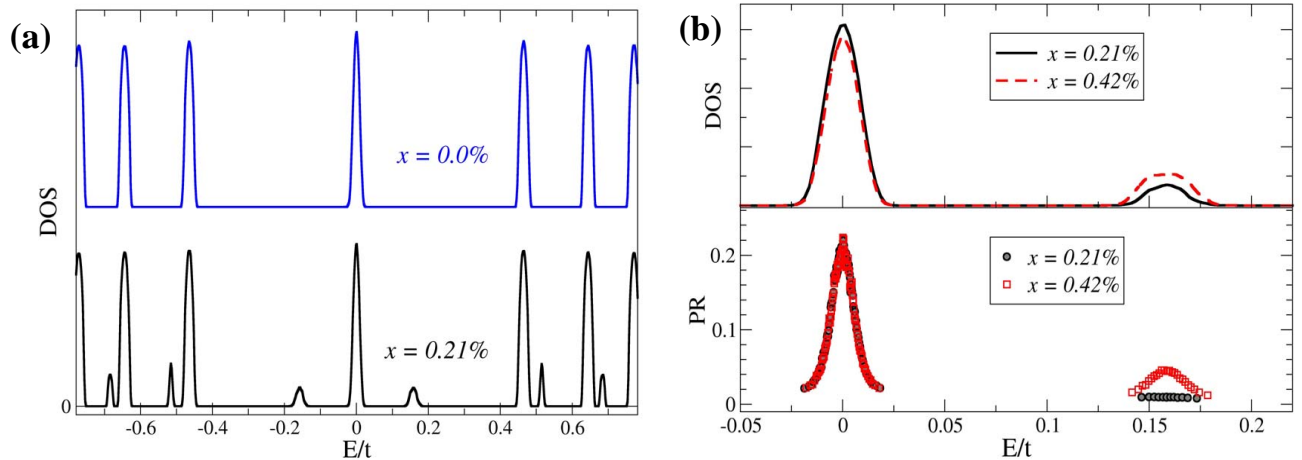 (a)
DOS
x = 0.0%
x = 0.21%
0
-0.6
-0.4
-0.2
0
0.2
0.4
0.6
E/t
(b)
DOS
x = 0.21%
x = 0.42%
PR
0.2
0.1
0
x = 0.21%
x = 0.42%
-0.05
0
0.05
0.1
0.15
0.2
E/t